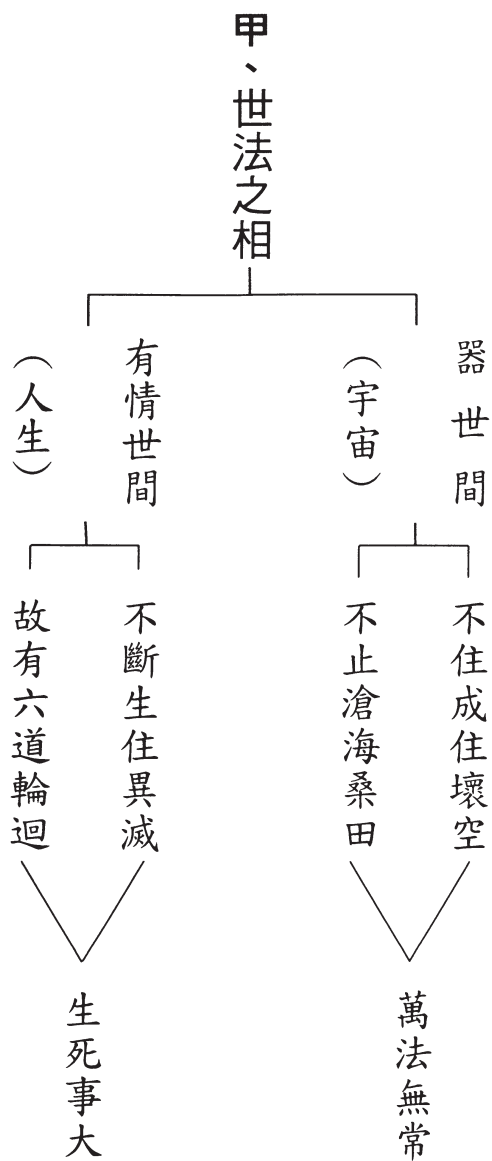 甲、世法之相
器世間
（宇宙）
不住成住壞空
不止滄海桑田
萬法無常
有情世間
（人生）
不斷生住異滅
故有六道輪迴
生死事大